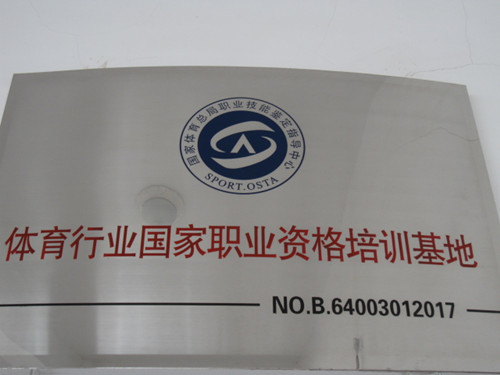 国家体育总局职业技能鉴定指导中心
SPORT.OSTA
体育行业国家职业资格培训基地
NO.B.64003012017